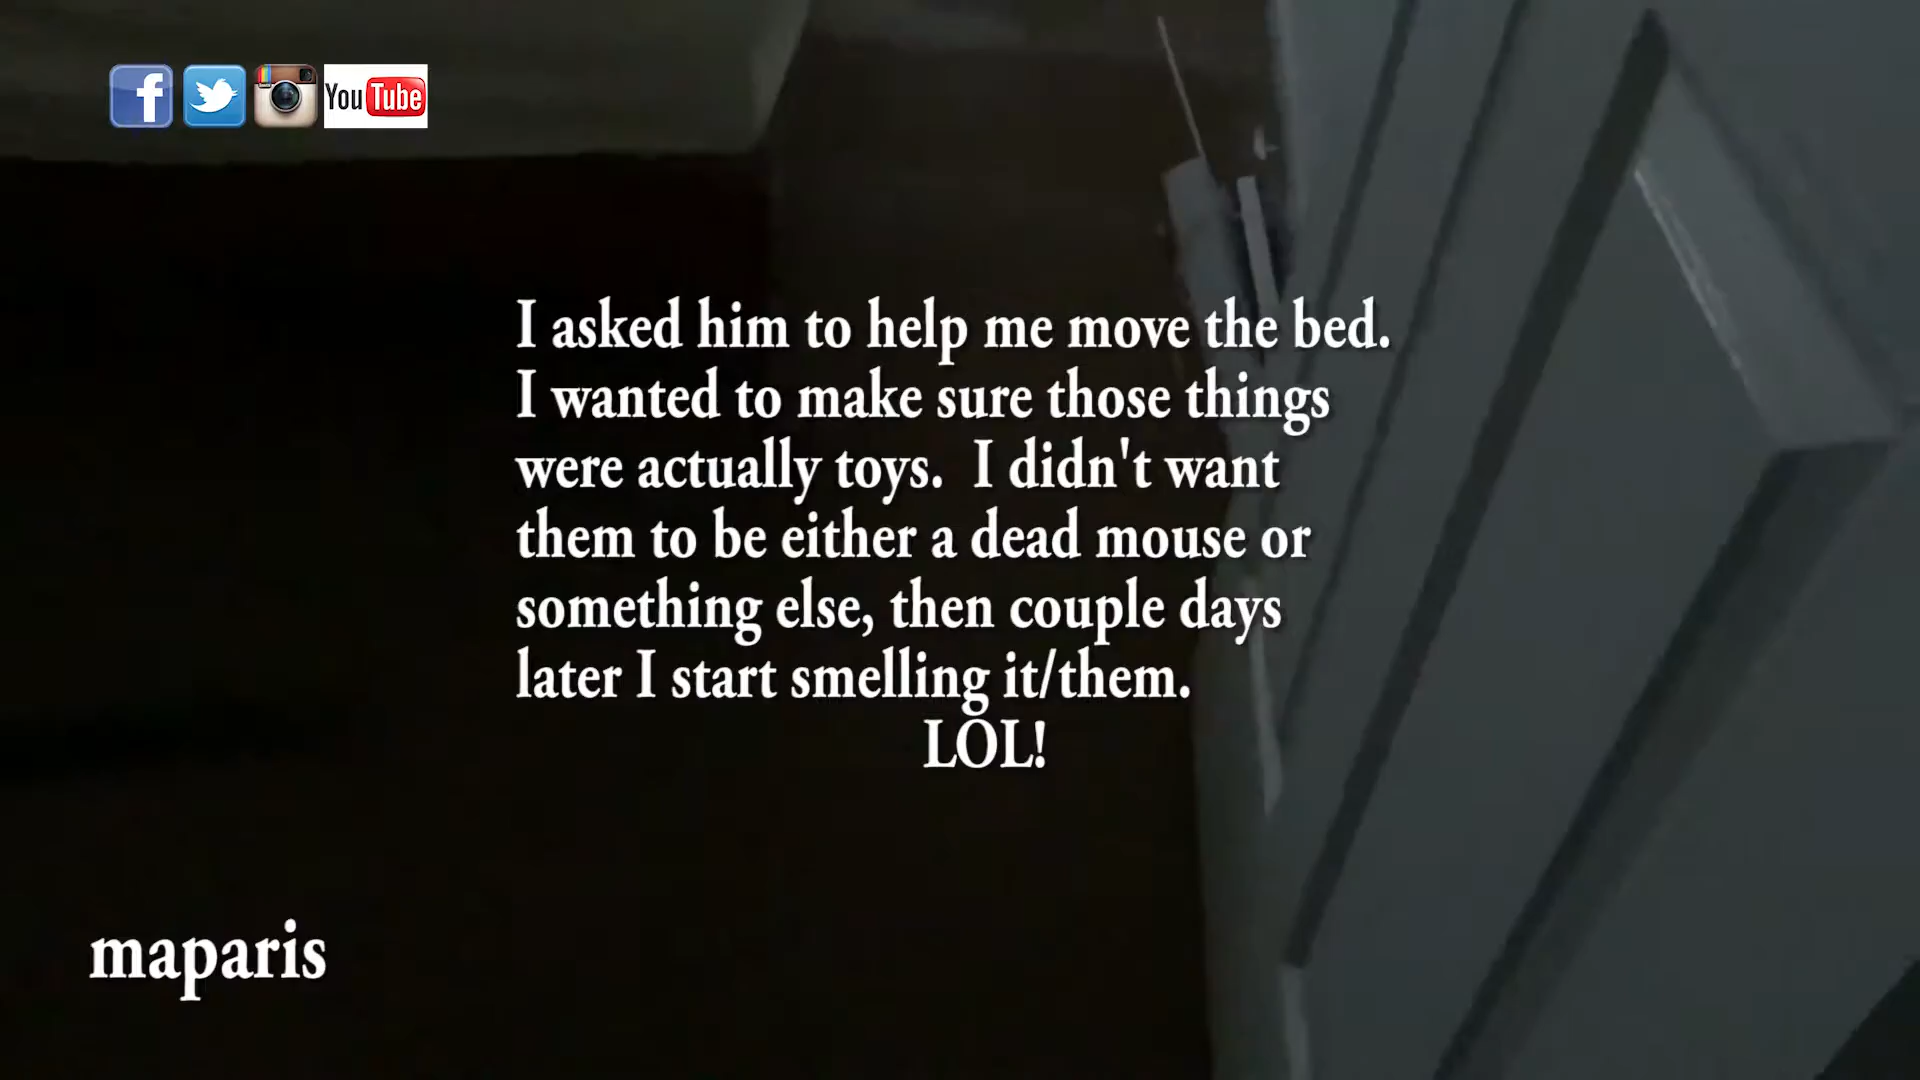 f
YouTube
I asked him to help me move the bed.
I wanted to make sure those things
were actually toys.  I didn't want
them to be either a dead mouse or
something else, then couple days
later I start smelling it/them.
LOL!
maparis